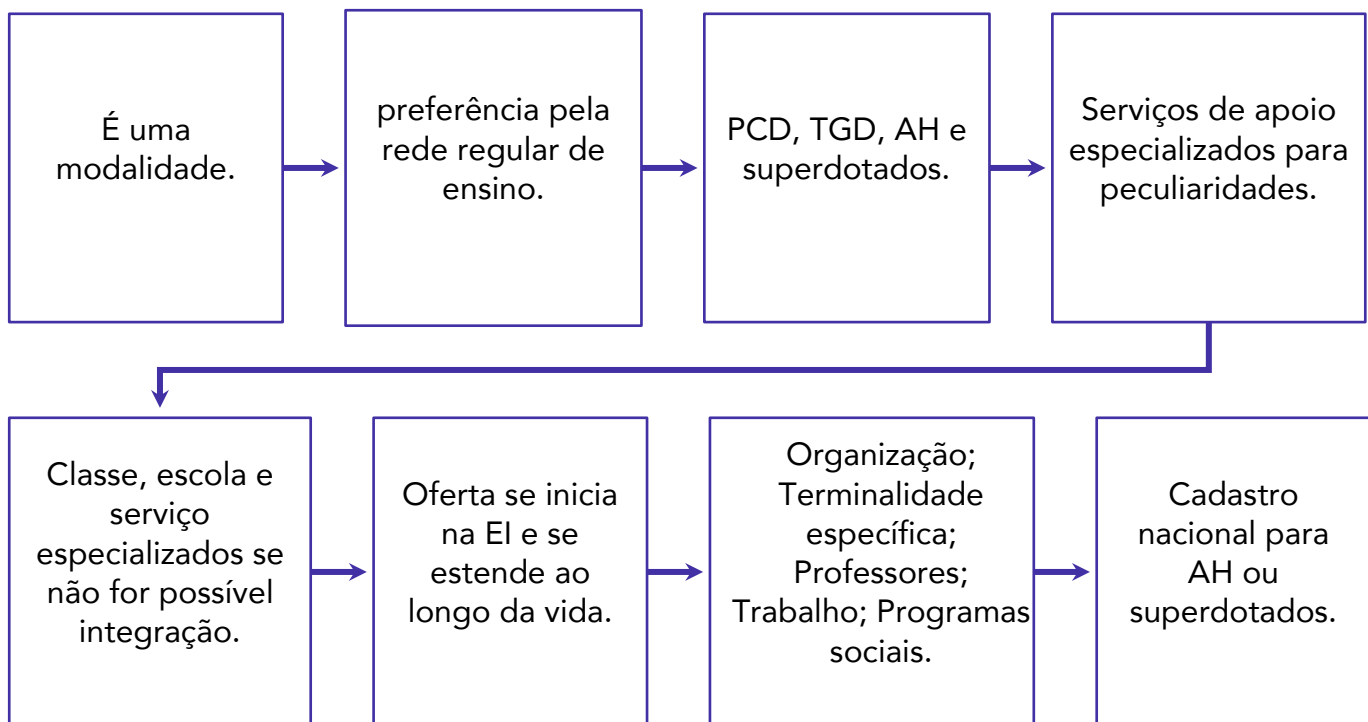 É uma
modalidade.
preferência pela
rede regular de
ensino.
PCD, TGD, AH e
superdotados.
Serviços de apoio
especializados para
peculiaridades.
Classe, escola e
serviço
especializados se
não for possível
integração.
Oferta se inicia
na EI e se
estende ao
longo da vida.
Organização;
Terminalidade
específica;
Professores;
Trabalho; Programas
sociais.
Cadastro
nacional para
AH ou
superdotados.